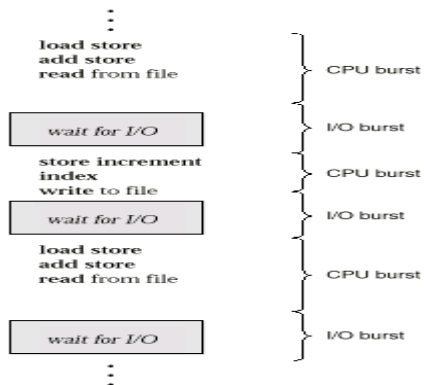 load store
add store
read from file
CPU burst
wait for I/O
I/O burst
store increment
index
write to file
CPU burst
wait for I/O
I/O burst
load store
add store
read from file
CPU burst
wait for I/O
I/O burst